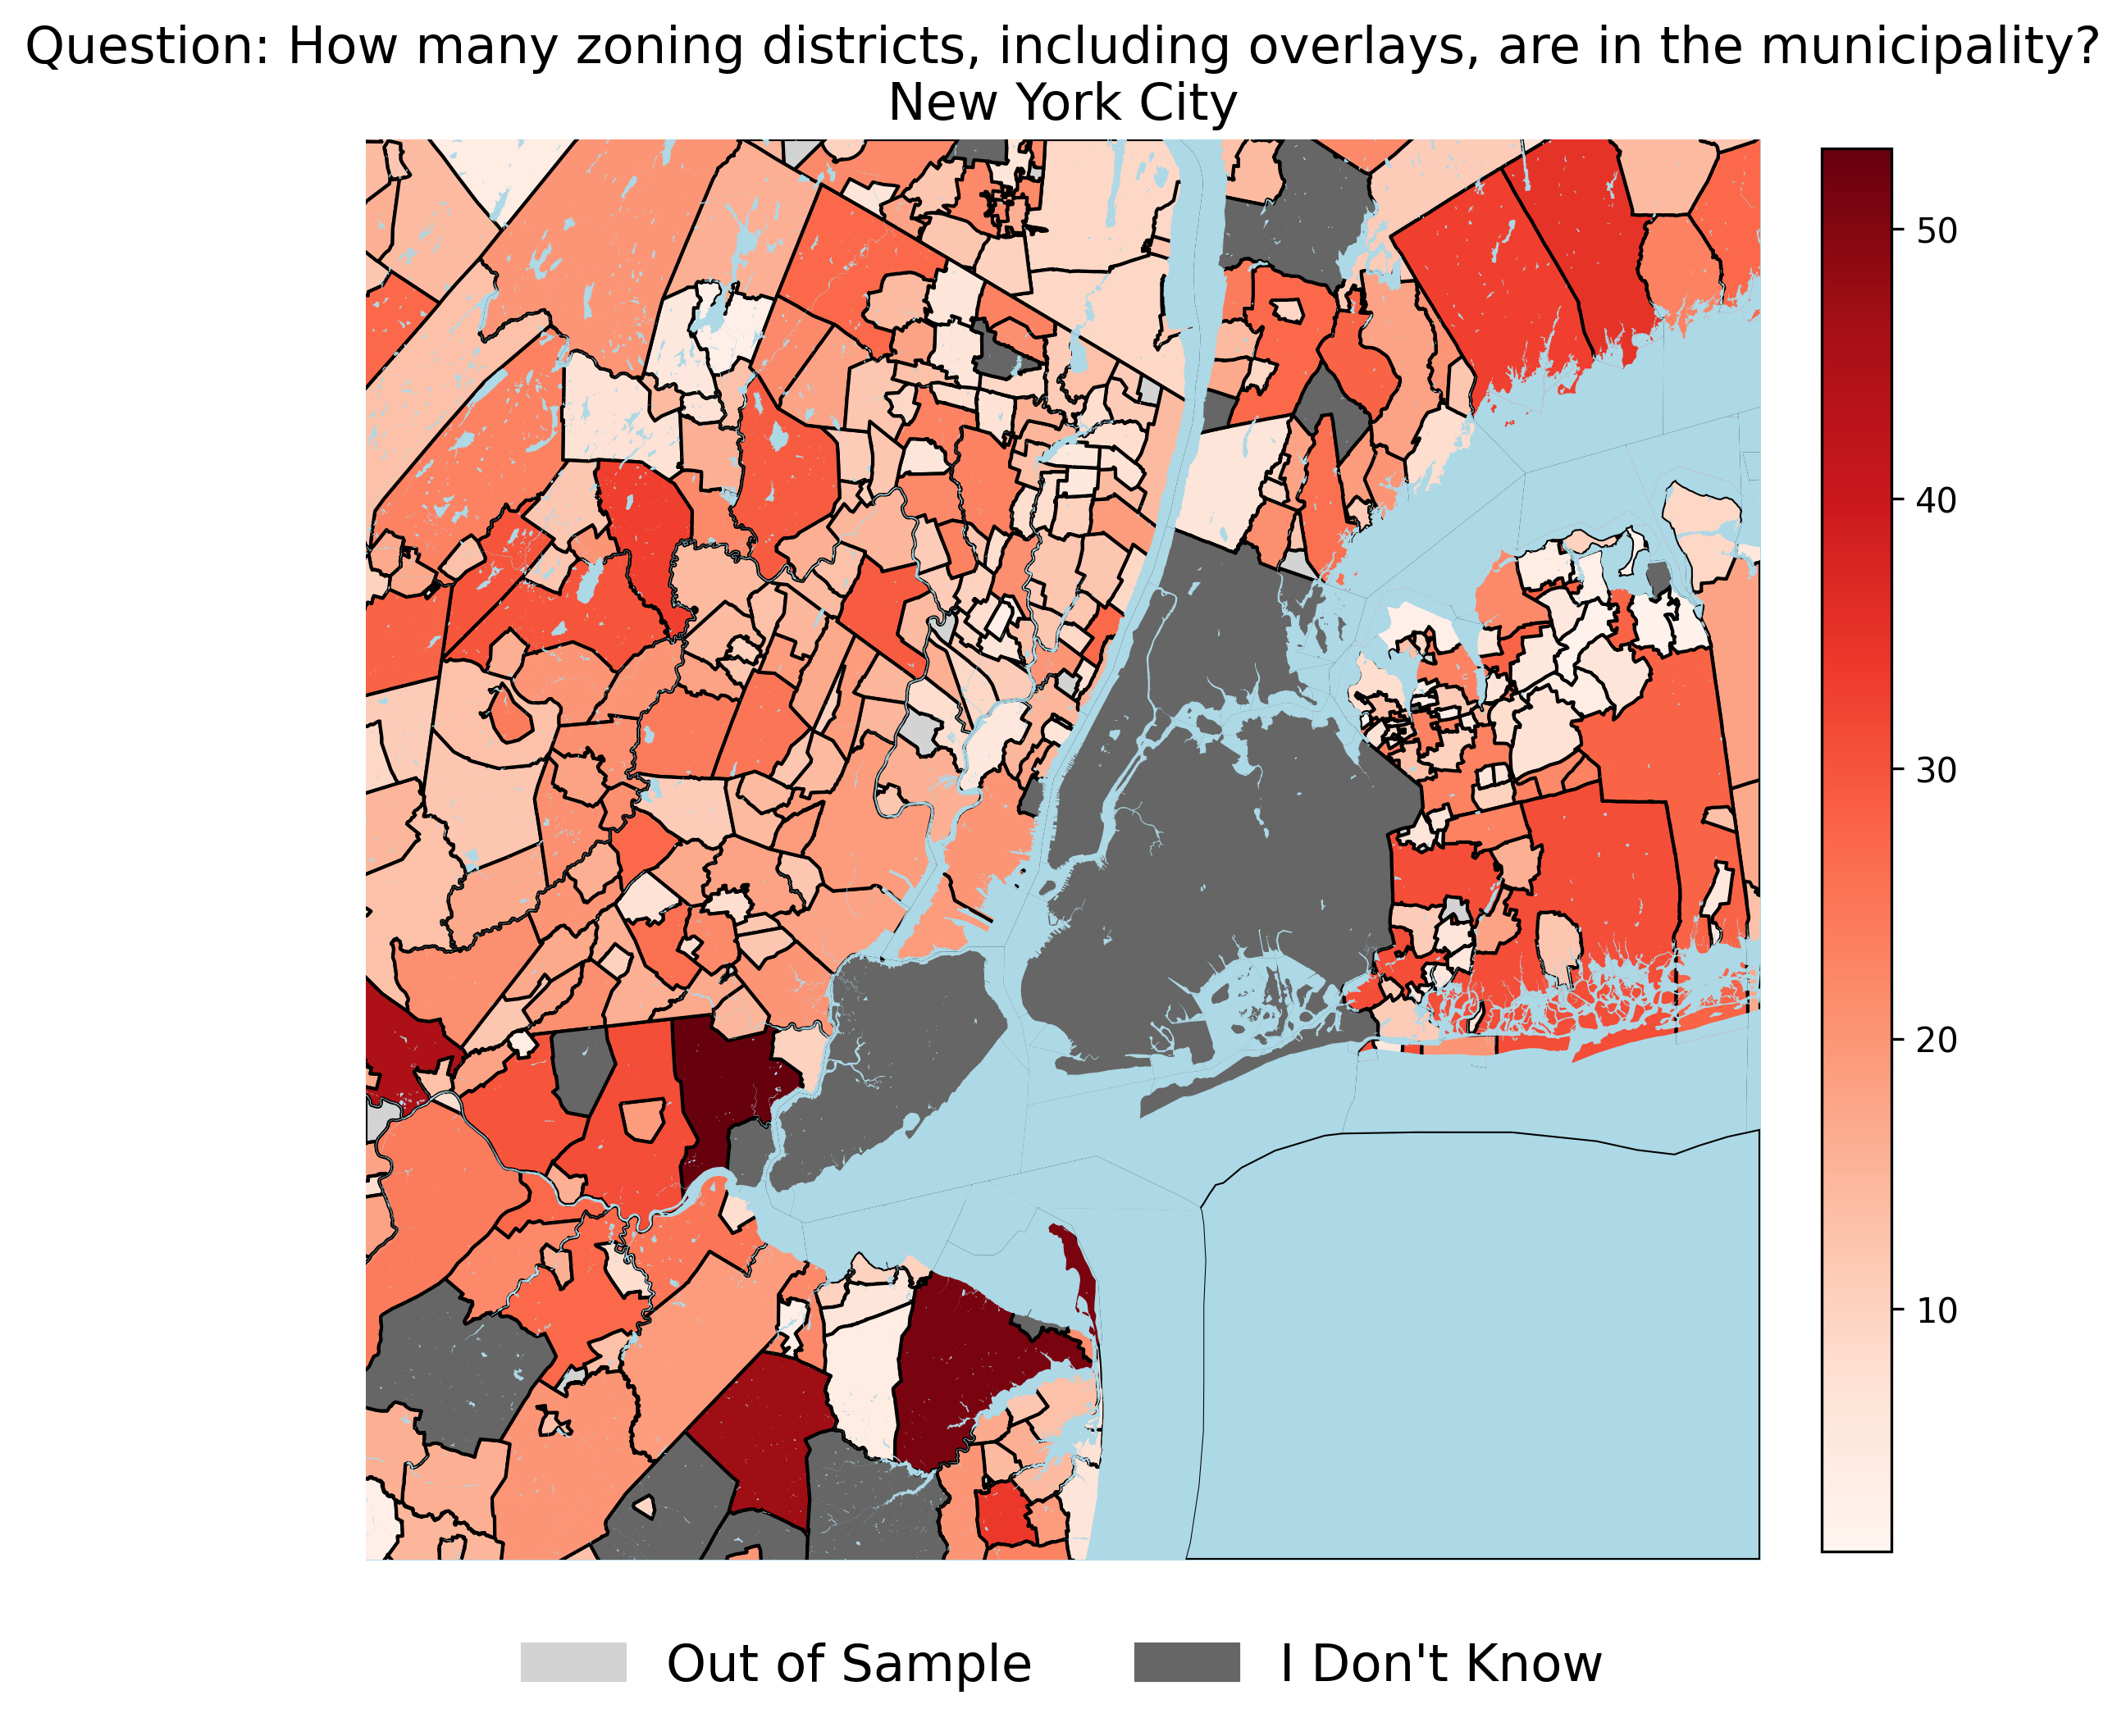 Question: How many zoning districts, including overlays, are in the municipality?
New York City
50
40
30
20
10
Out of Sample
I Don't Know